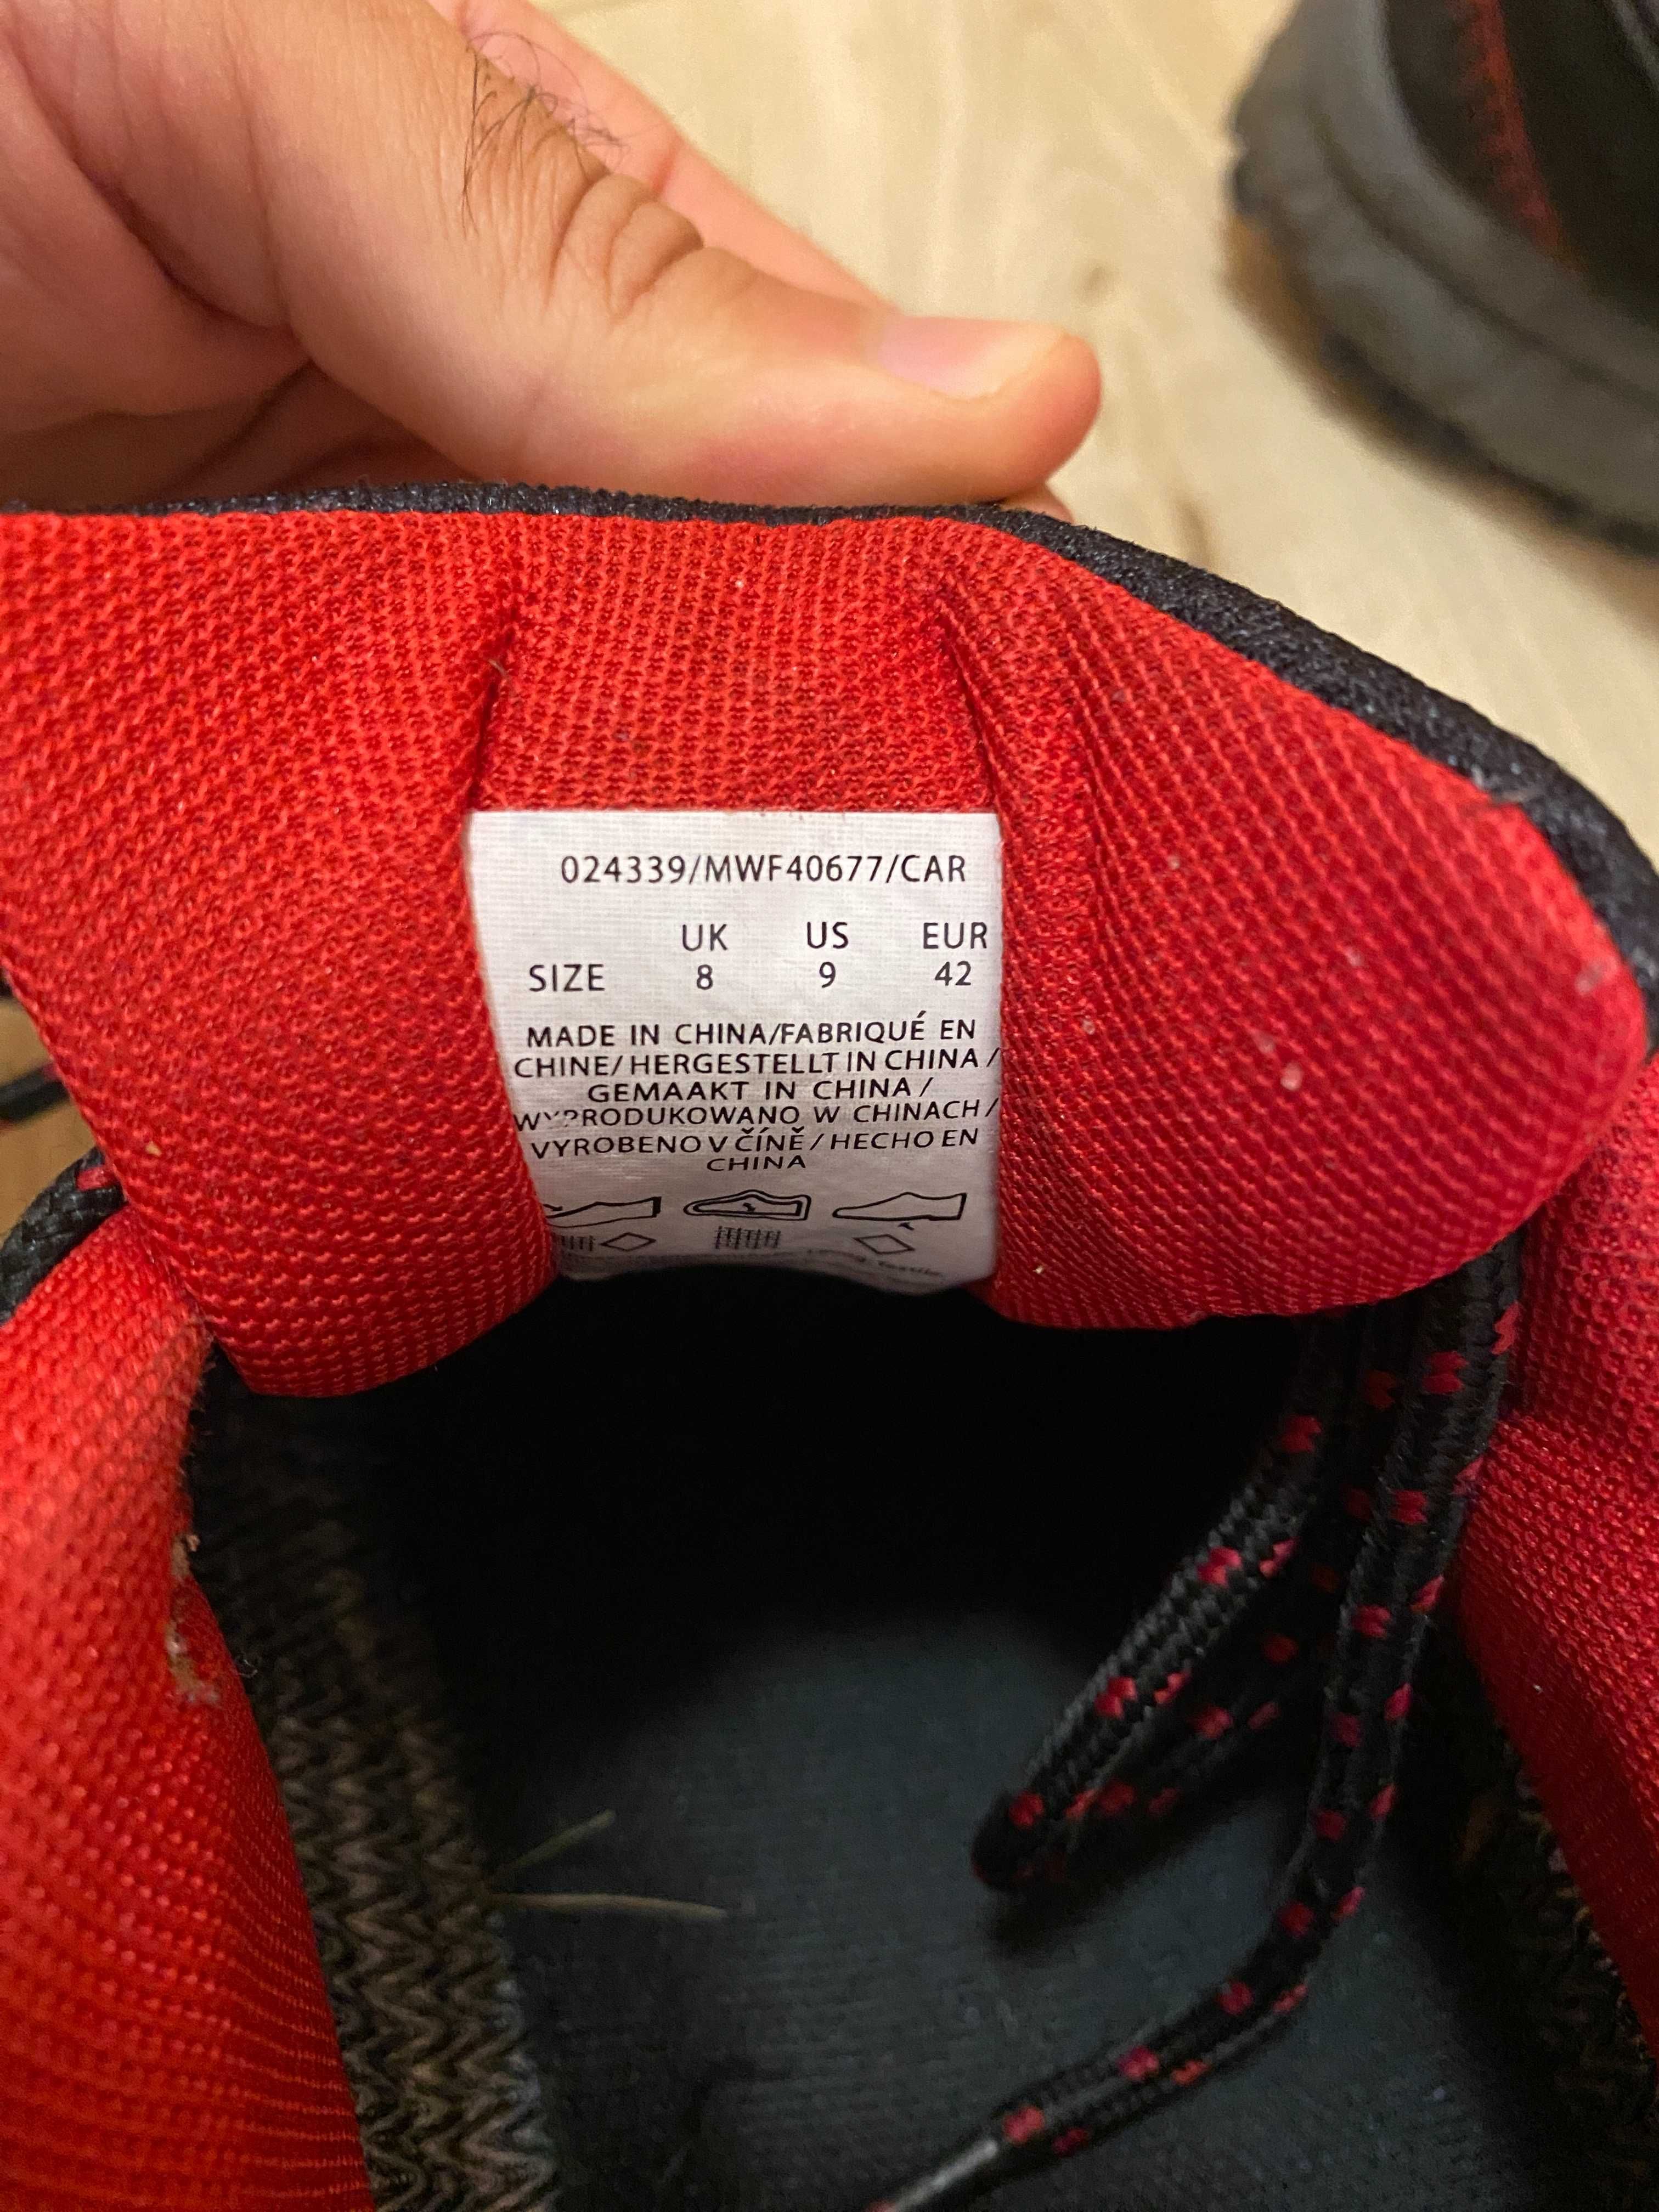 024339/MWF40677/CAR
UK US EUR
SIZE 8 9 42
MADE IN CHINA/FABRIQUÉ EN
CHINE/HERGESTELLT IN CHINA /
GEMAAKT IN CHINA /
W CHINACH /
VYROBENO V ČÍNĚ / HECHO EN
CHINA